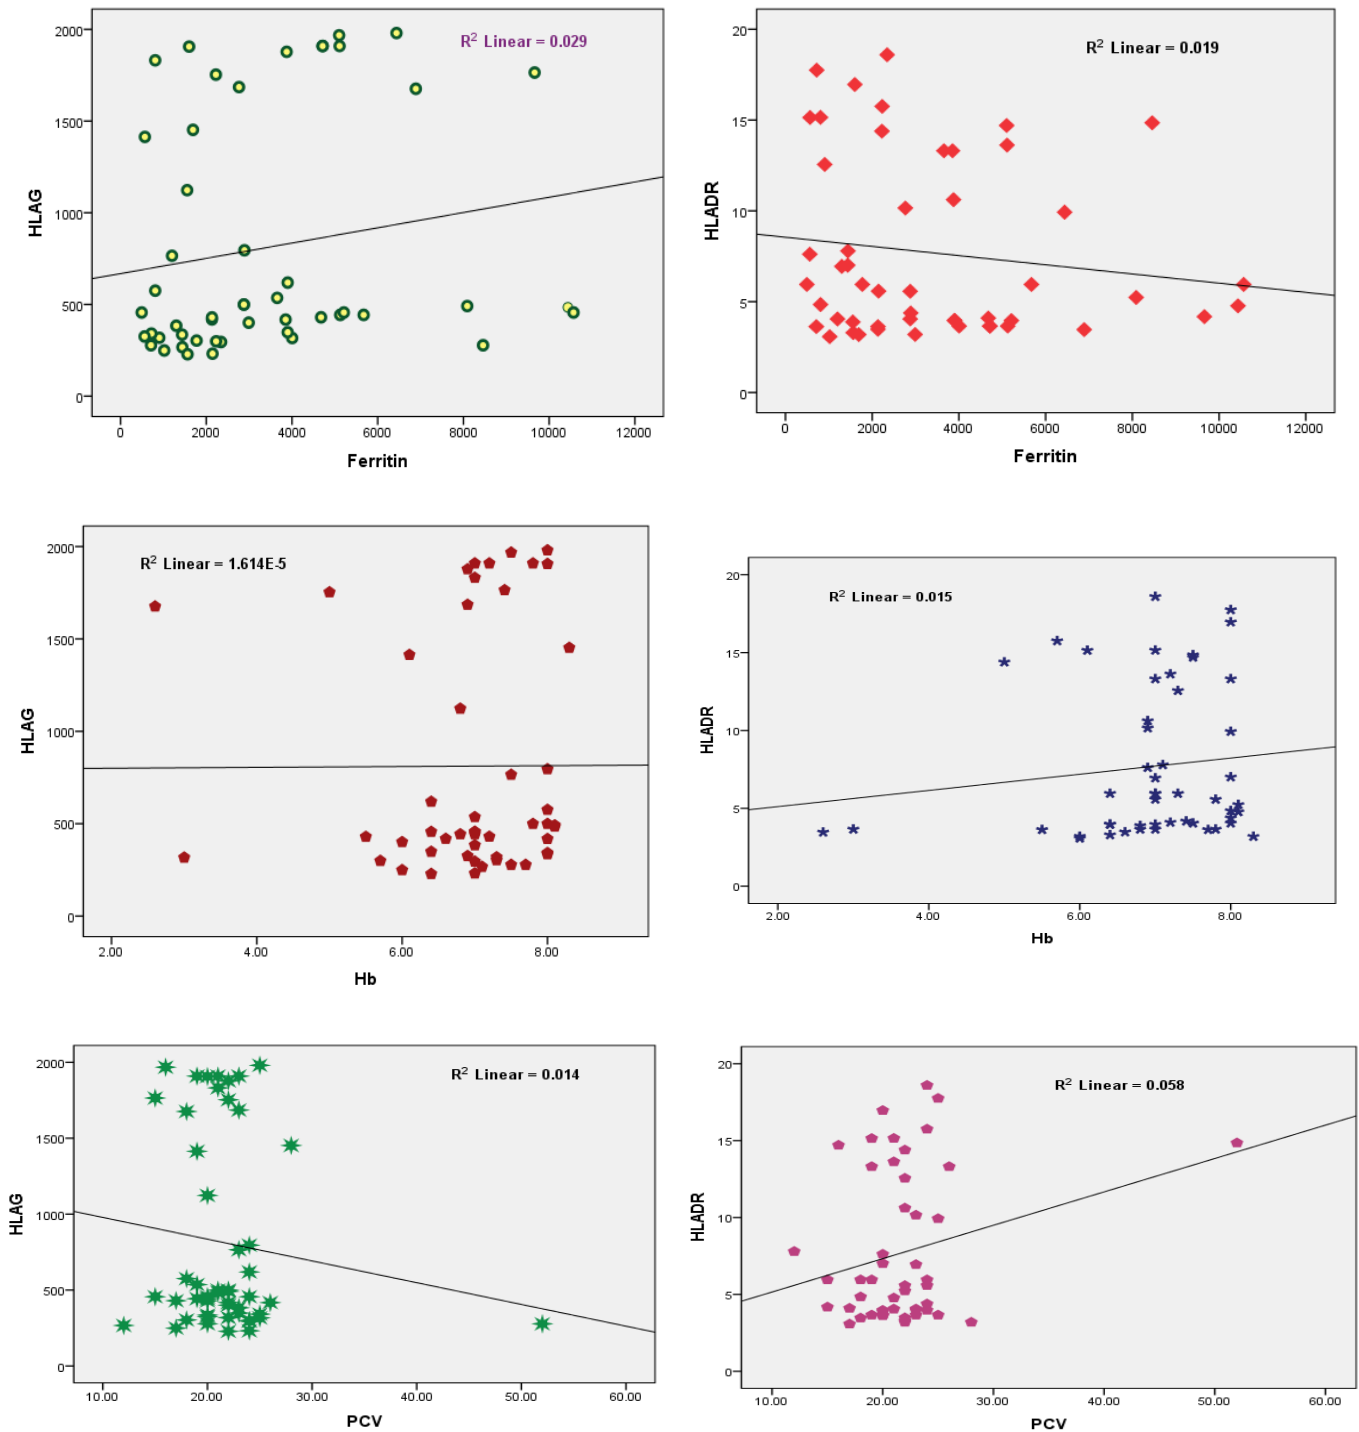 2000
1500
1000
500
0
HLAG
R² Linear = 0.029
0 2000 4000 6000 8000 10000 12000
Ferritin
20
15
10
5
0
HLADR
R² Linear = 0.019
0 2000 4000 6000 8000 10000 12000
Ferritin
2000
1500
1000
500
0
HLAG
R² Linear = 1.614E-5
2.00 4.00 6.00 8.00
Hb
20
15
10
5
0
HLADR
R² Linear = 0.015
2.00 4.00 6.00 8.00
Hb
2000
1500
1000
500
0
HLAG
R² Linear = 0.014
10.00 20.00 30.00 40.00 50.00 60.00
PCV
20
15
10
5
0
HLADR
R² Linear = 0.058
10.00 20.00 30.00 40.00 50.00 60.00
PCV